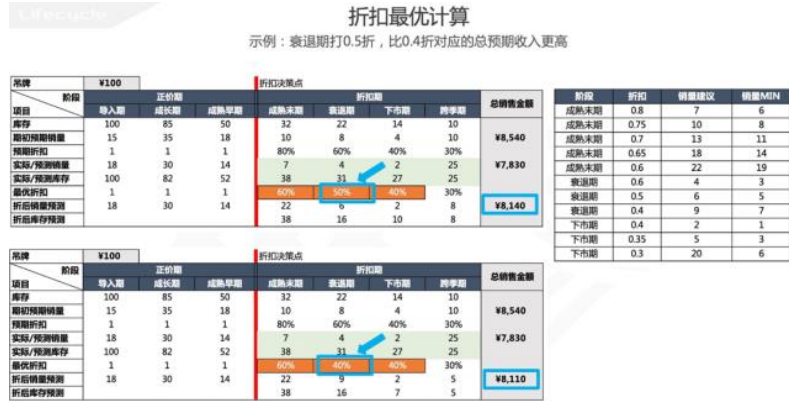 Lifecycle
折扣最优计算
示例：衰退期打0.5折，比0.4折对应的总预期收入更高
吊牌 ¥100 折扣决策点
阶段 正价期 折扣期 总销售金额
项目 导入期 成长期 成熟早期 成熟末期 衰退期 下市期 跨季期
库存 100 85 50 32 22 14 10
期初预期销量 15 35 18 10 8 4 10 ¥8,540
预期折扣 1 1 1 80% 60% 40% 30%
实际/预测销量 18 30 14 7 4 2 25 ¥7,830
实际/预测库存 100 82 52 38 31 27 25
最优折扣 1 1 1 60% 50% 40% 30%
折后销量预测 18 30 14 22 6 2 8 ¥8,140
折后库存预测 38 16 10 8
吊牌 ¥100 折扣决策点
阶段 正价期 折扣期 总销售金额
项目 导入期 成长期 成熟早期 成熟末期 衰退期 下市期 跨季期
库存 100 85 50 32 22 14 10
期初预期销量 15 35 18 10 8 4 10 ¥8,540
预期折扣 1 1 1 80% 60% 40% 30%
实际/预测销量 18 30 14 7 4 2 25 ¥7,830
实际/预测库存 100 82 52 38 31 27 25
最优折扣 1 1 1 60% 40% 40% 30%
折后销量预测 18 30 14 22 9 2 5 ¥8,110
折后库存预测 38 16 7 5
阶段 折扣 销量建议 销量MIN
成熟末期 0.8 7 6
成熟末期 0.75 10 8
成熟末期 0.7 13 11
成熟末期 0.65 18 14
成熟末期 0.6 22 19
衰退期 0.6 4 3
衰退期 0.5 6 5
衰退期 0.4 9 7
下市期 0.4 2 1
下市期 0.35 5 3
下市期 0.3 20 6